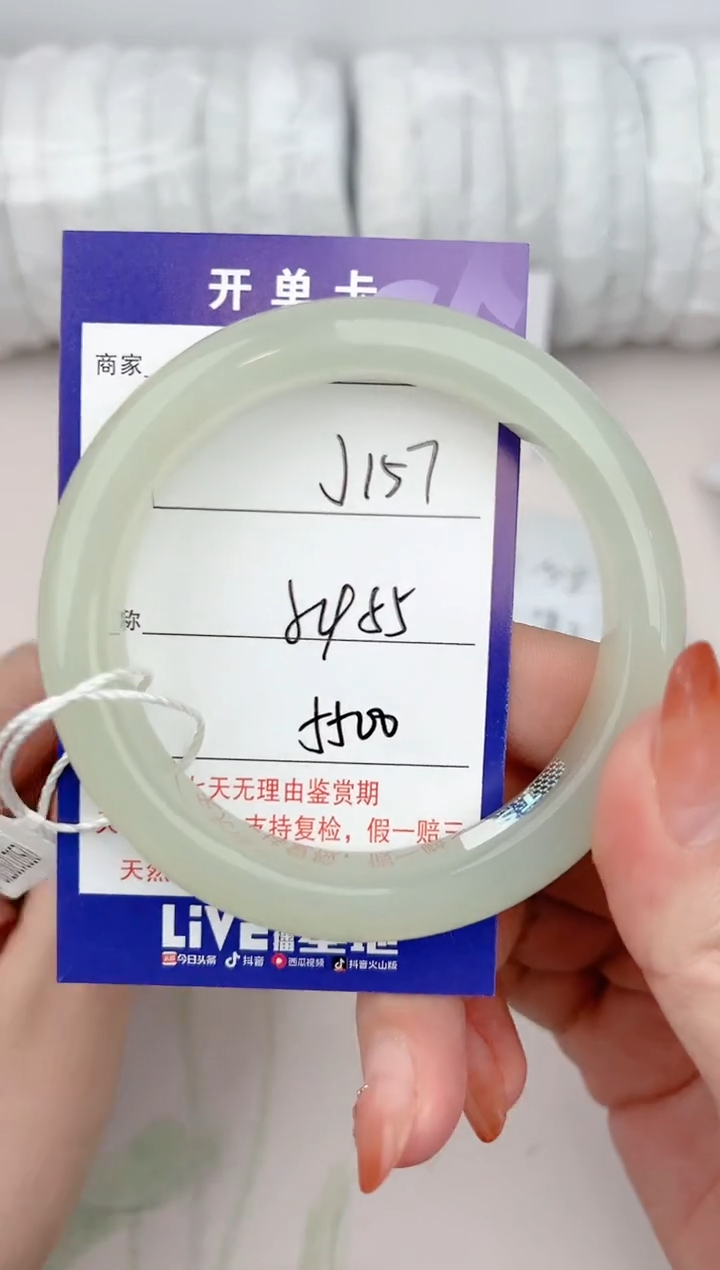 开单卡
商家
J157
称
5500
七天无理由鉴赏期
支持复检，假一赔三
天然
LiVE
今日头条 抖音 西瓜视频 抖音火山版